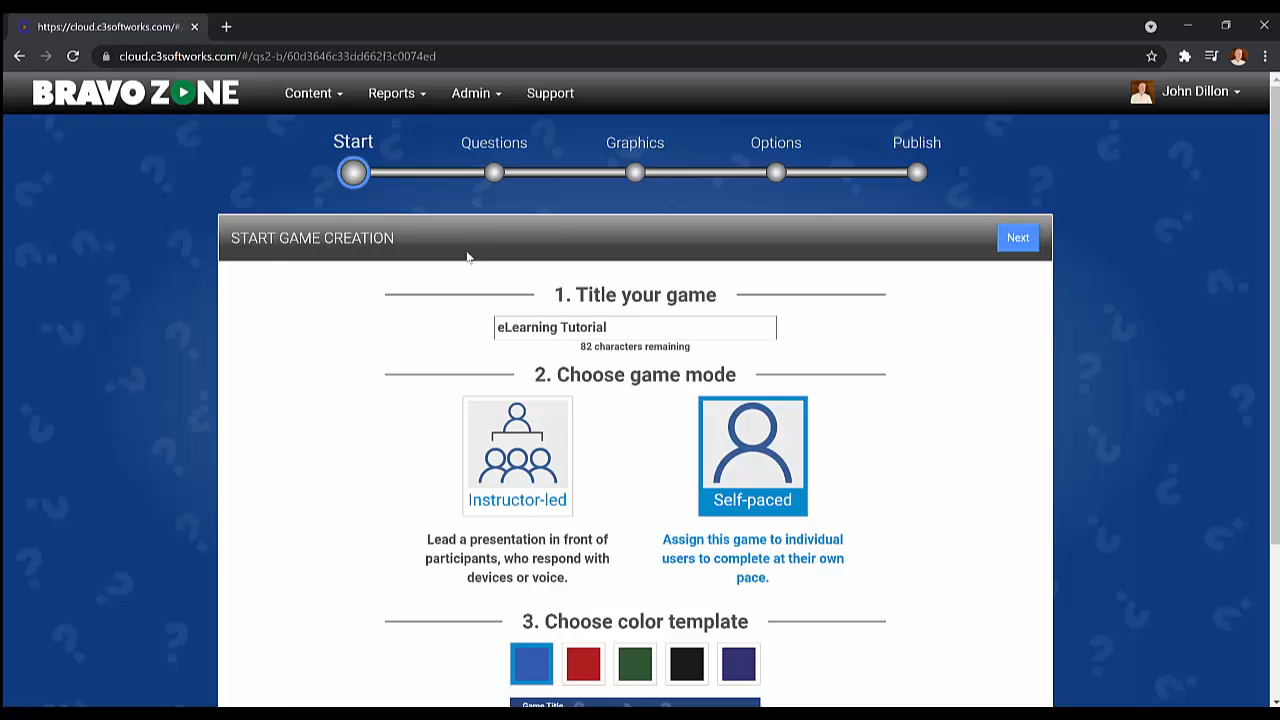 https://cloud.c3softworks.com/#/
cloud.c3softworks.com/#/qs2-b/60d3646c33dd662f3c0074ed
BRAVO ZONE
Content
Reports
Admin
Support
John Dillon
Start
Questions
Graphics
Options
Publish
START GAME CREATION
Next
1. Title your game
eLearning Tutorial
82 characters remaining
2. Choose game mode
Instructor-led
Self-paced
Lead a presentation in front of
participants, who respond with
devices or voice.
Assign this game to individual
users to complete at their own
pace.
3. Choose color template
Game Title